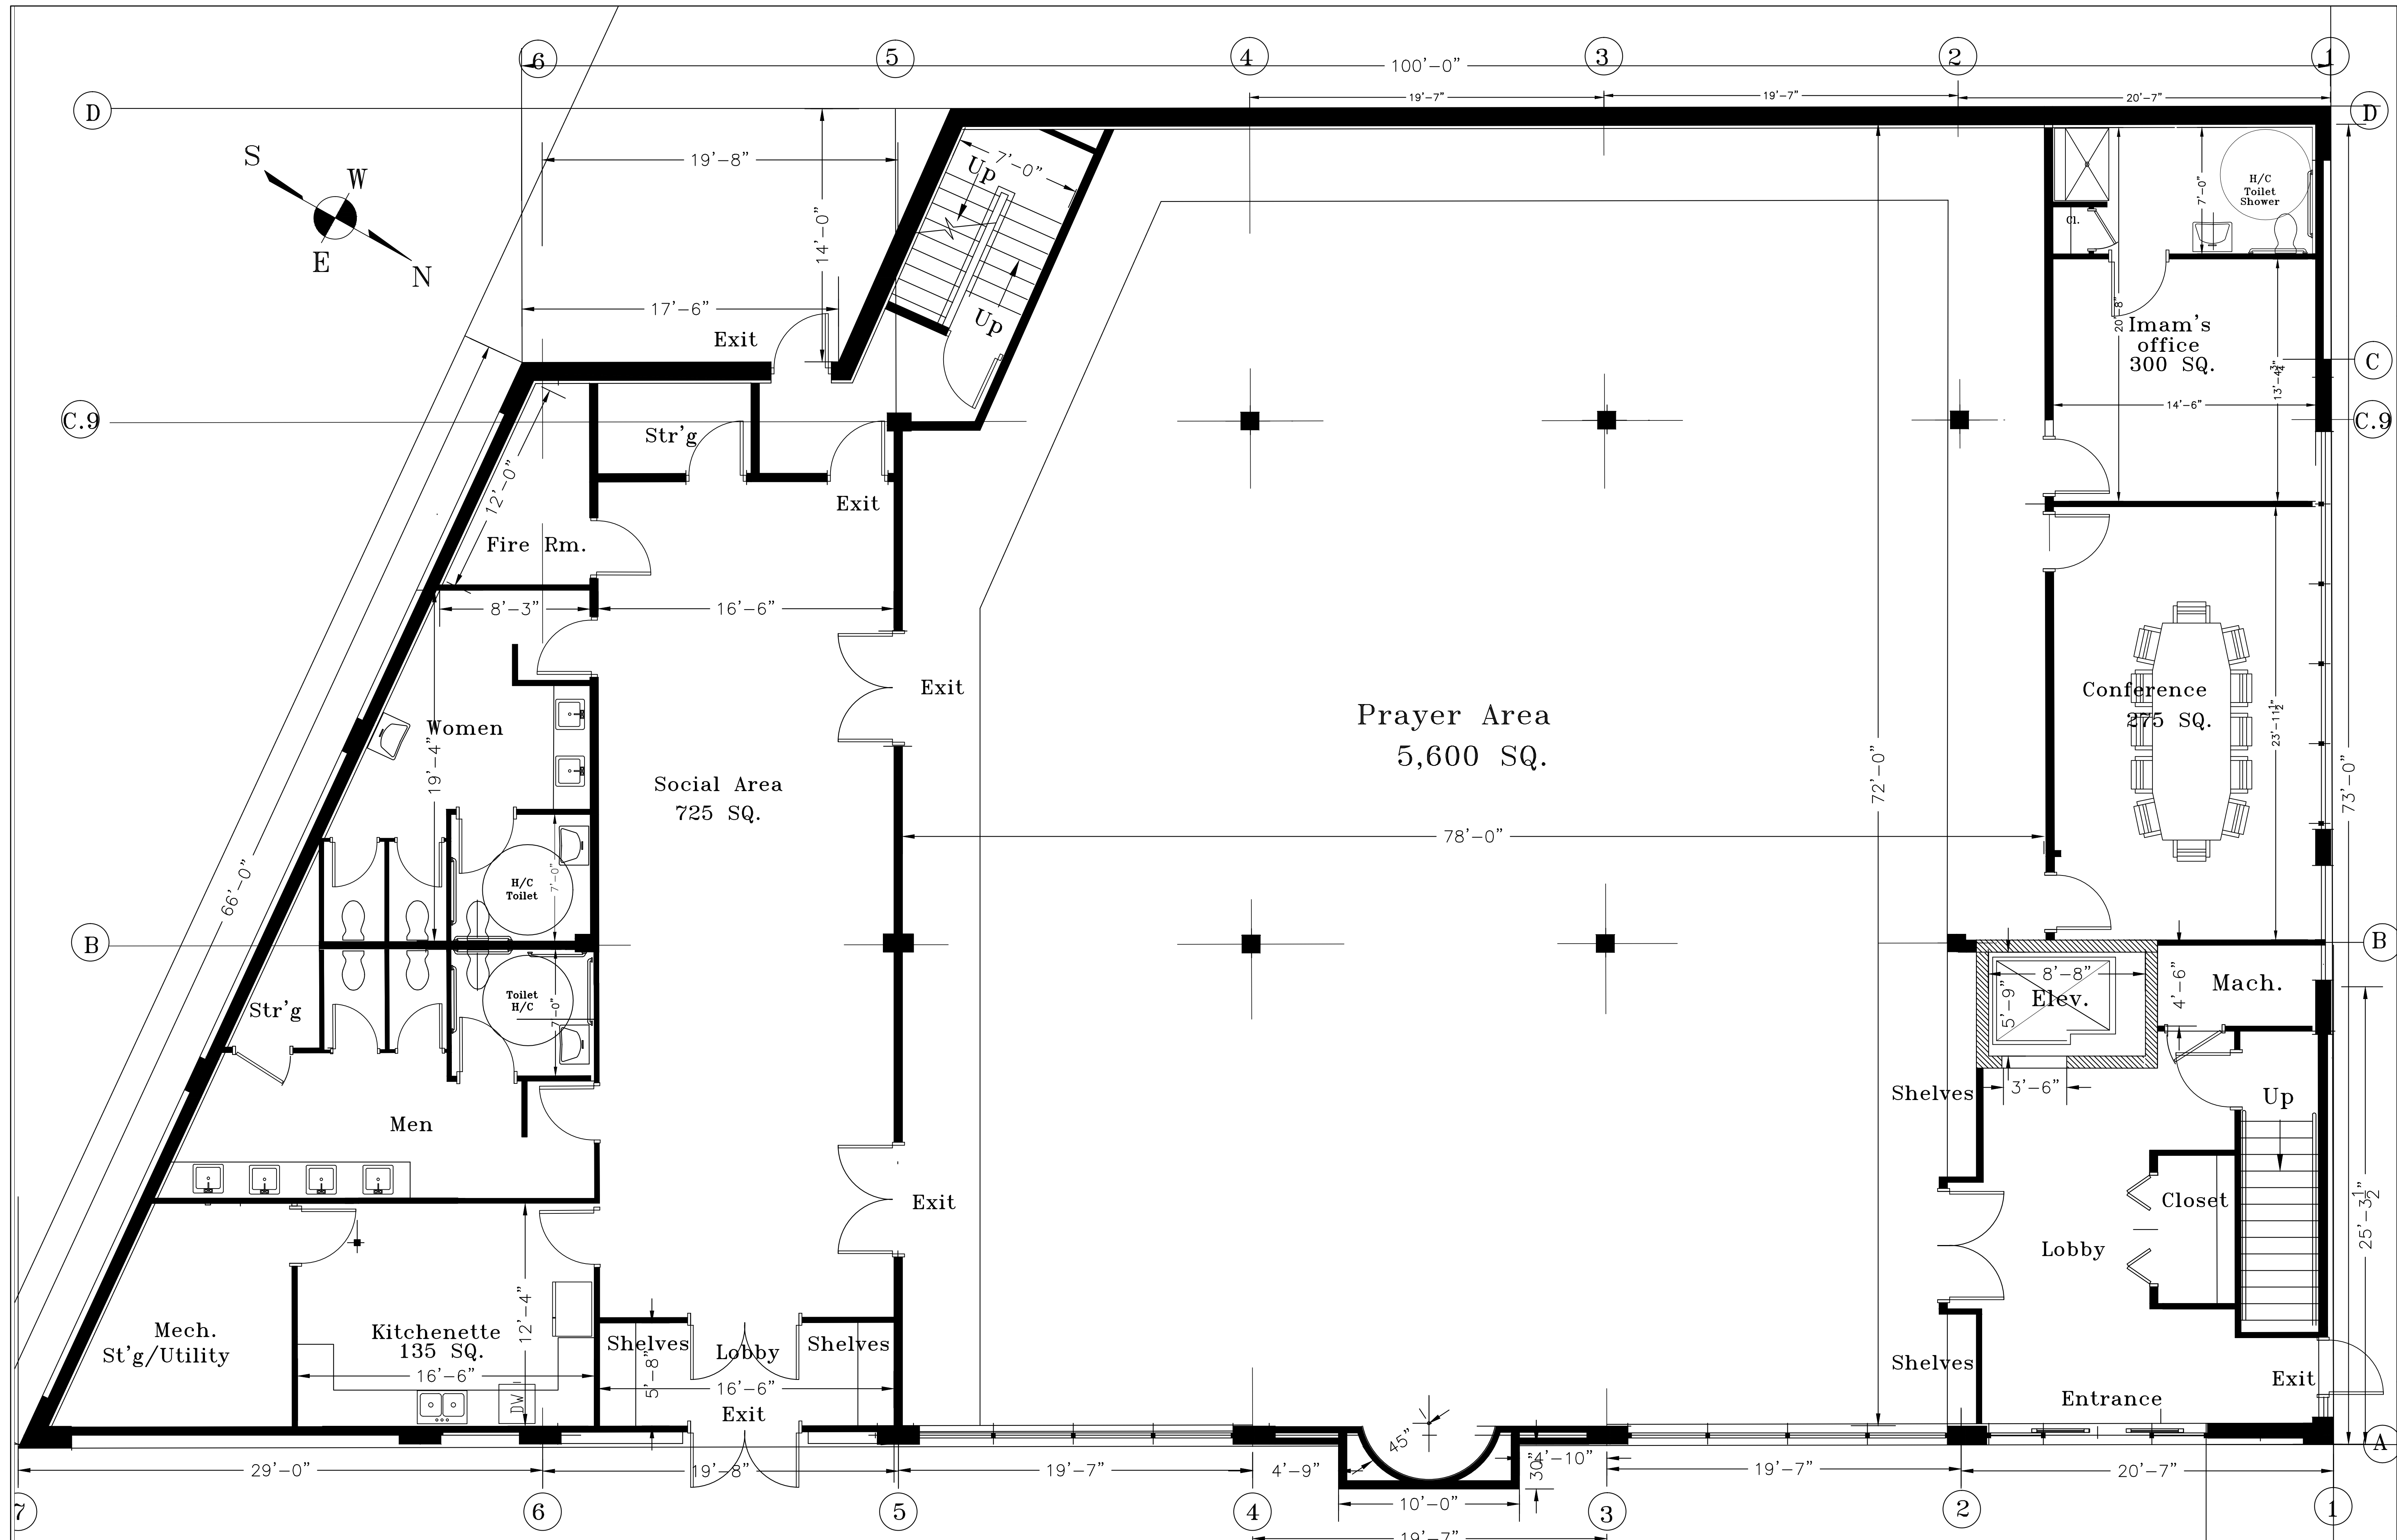 6
5
4
3
2
1
100'-0"
19'-7"
19'-7"
20'-7"
D
D
S
W
E
N
19'-8"
14'-0"
17'-6"
Exit
7'-0"
Up
Up
7'-0"
H/C
Toilet
Shower
Cl.
20'-8"
Imam's
office
300 SQ.
13'-4¾"
14'-6"
C
C.9
C.9
Str'g
Exit
12'-0"
Fire Rm.
8'-3"
16'-6"
Exit
Women
19'-4"
Social Area
725 SQ.
Prayer Area
5,600 SQ.
72'-0"
78'-0"
Conference
275 SQ.
23'-11½"
73'-0"
66'-0"
H/C
Toilet
7'-0"
B
B
Toilet
H/C
7'-0"
Str'g
8'-8"
5'-9"
Elev.
4'-6"
Mach.
3'-6"
Shelves
Up
Men
Exit
Closet
Lobby
25'-3½"
Mech.
St'g/Utility
Kitchenette
135 SQ.
16'-6"
12'-4"
DW
Shelves
Lobby
Shelves
5'-8"
16'-6"
Exit
Shelves
Entrance
Exit
45"
30"
A
29'-0"
19'-8"
19'-7"
4'-9"
4'-10"
19'-7"
20'-7"
10'-0"
7
6
5
4
3
2
1
19'-7"